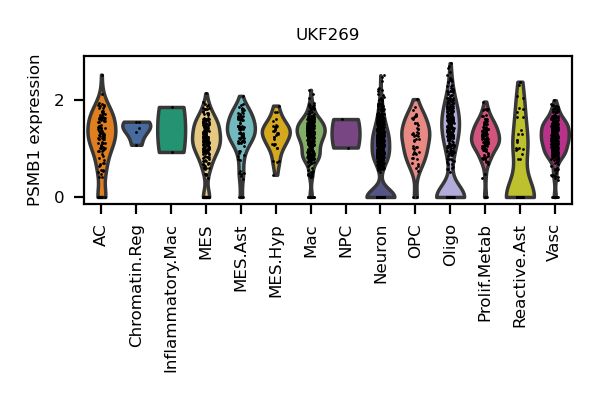 UKF269
PSMB1 expression
2
0
AC
Chromatin.Reg
Inflammatory.Mac
MES
MES.Ast
MES.Hyp
Mac
NPC
Neuron
OPC
Oligo
Prolif.Metab
Reactive.Ast
Vasc